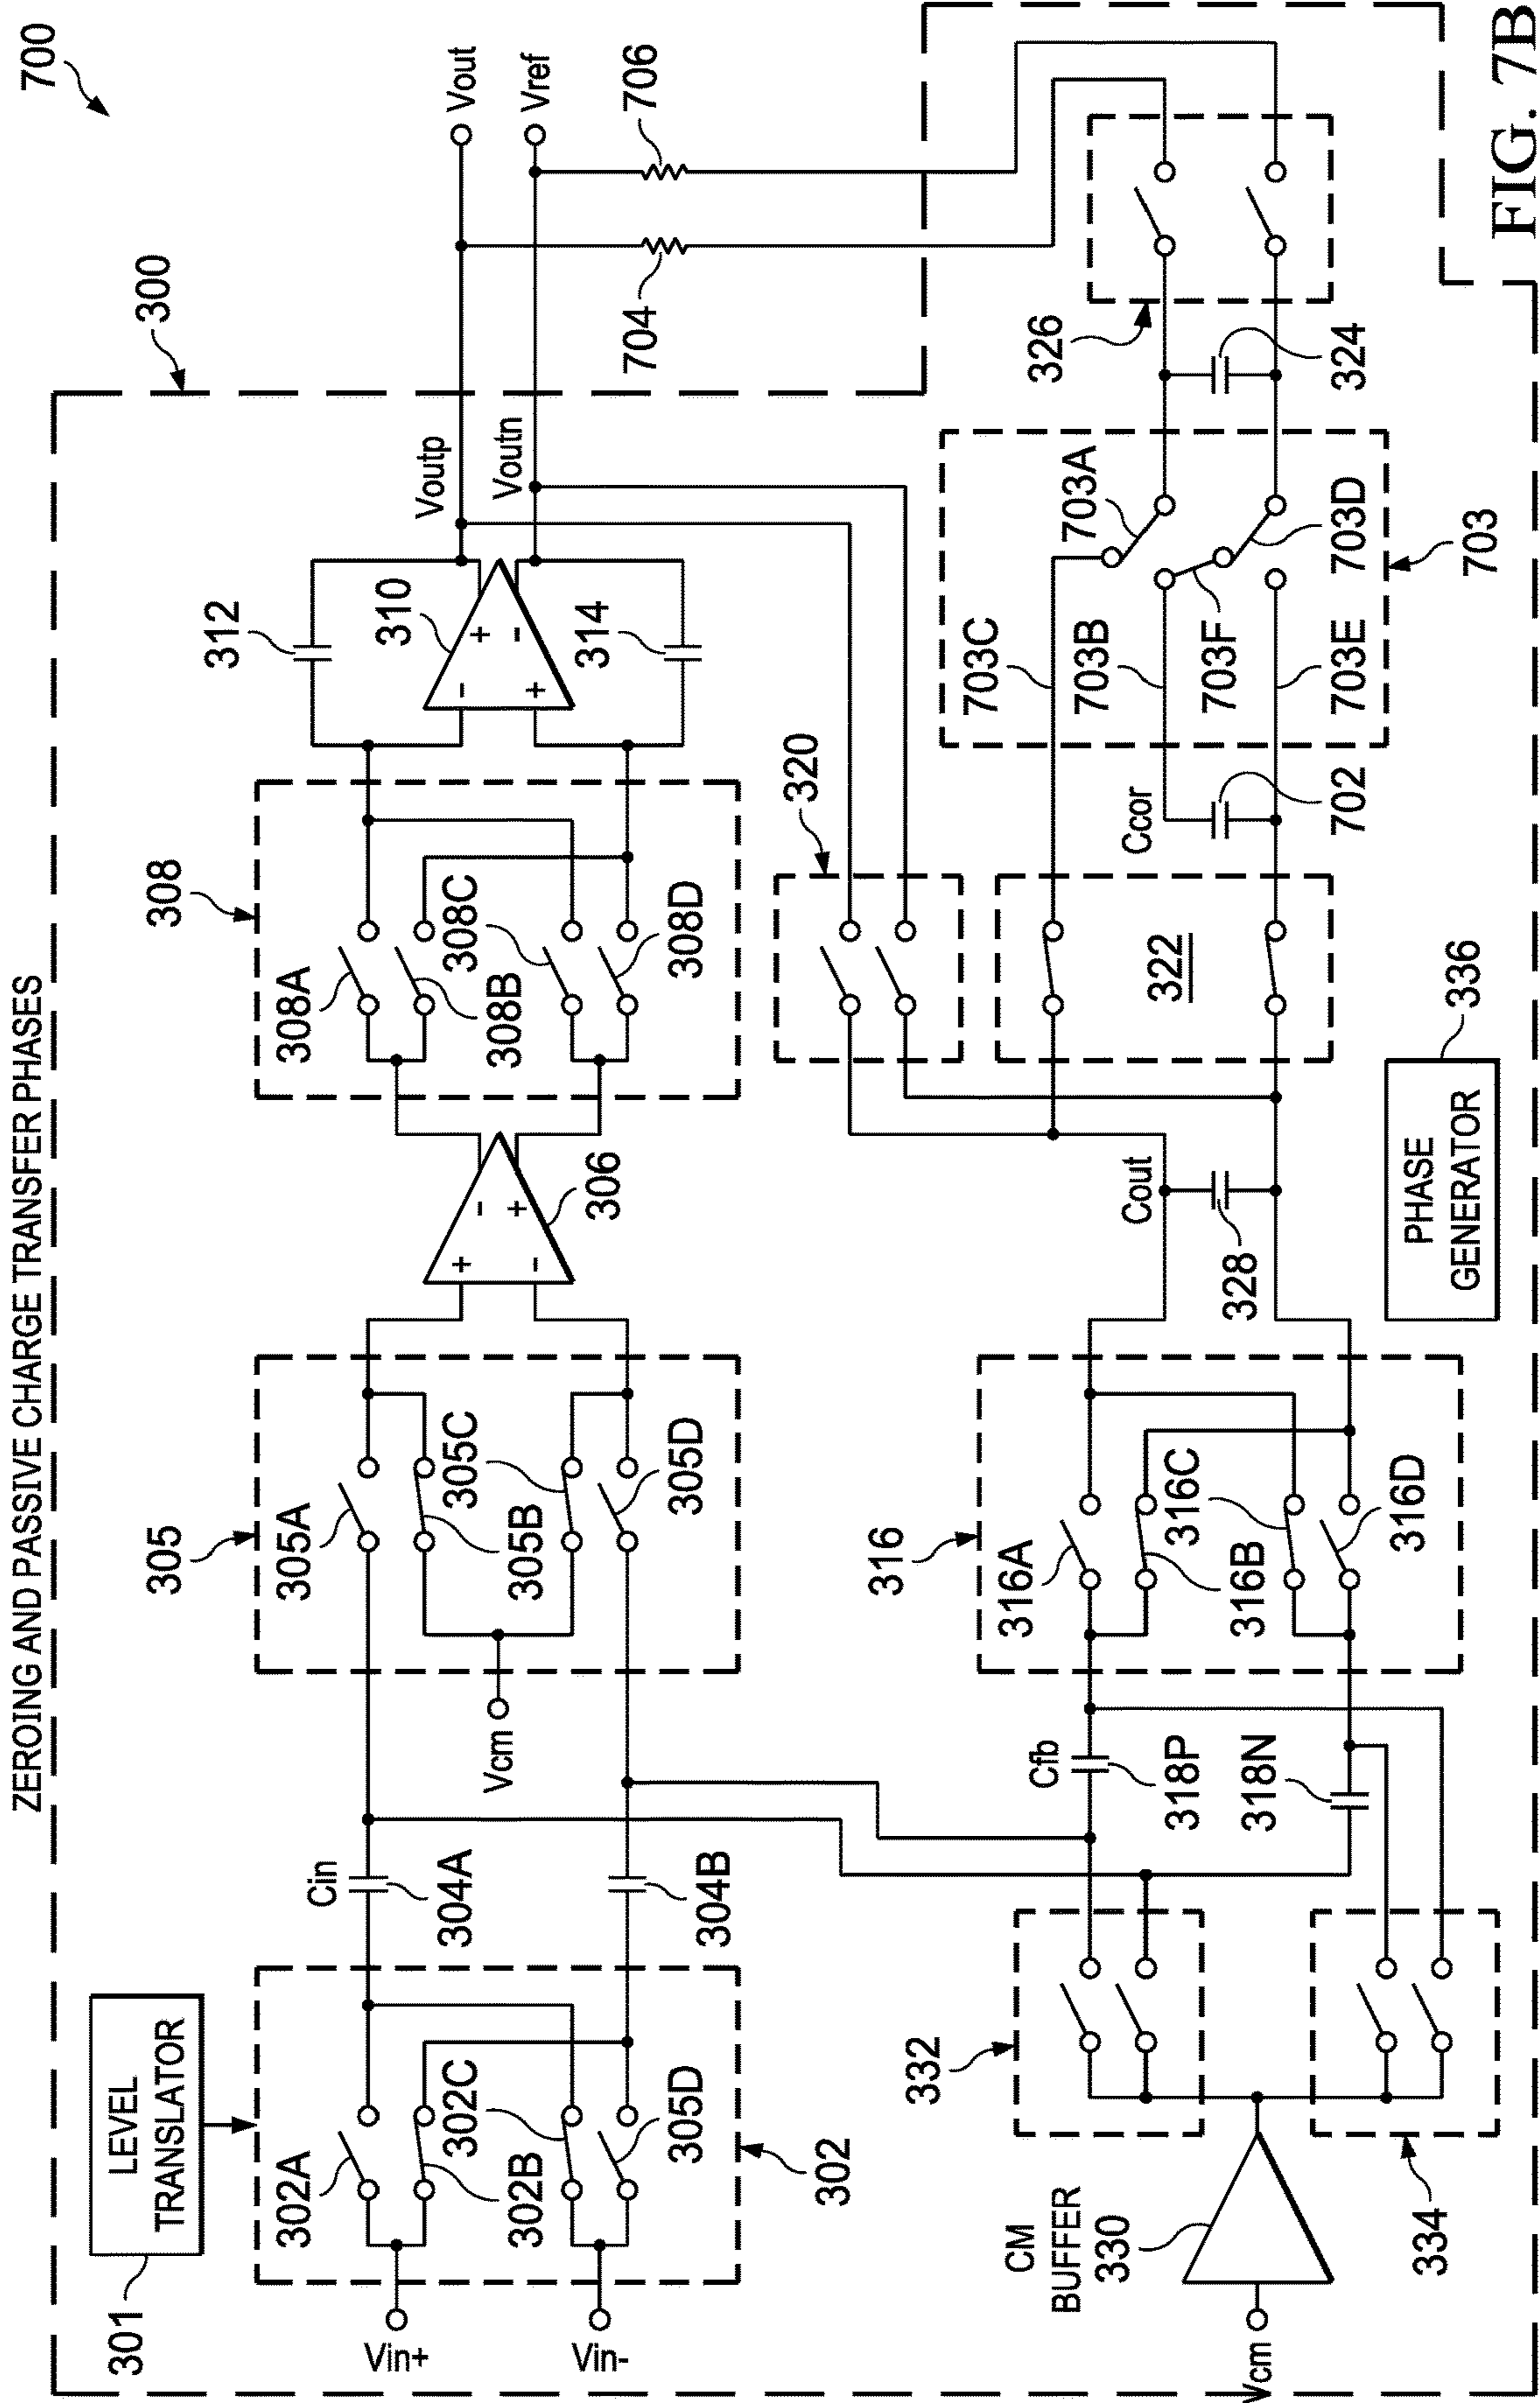 ZEROING AND PASSIVE CHARGE TRANSFER PHASES
700
300
301
LEVEL
TRANSLATOR
Vin+
Vin-
302A
302C
302B
305D
302
Cin
304A
304B
305
305A
305C
305B
305D
Vcm
+
-
-
+
306
308
308A
308C
308B
308D
312
310
314
-
+
+
-
Voutp
Voutn
Vout
Vref
704
706
320
322
Vcm
CM
BUFFER
330
332
334
Cfb
318P
318N
316
316A
316C
316B
316D
Cout
328
PHASE
GENERATOR
336
Ccor
702
703C
703B
703F
703E
703A
703D
703
326
324
FIG. 7B